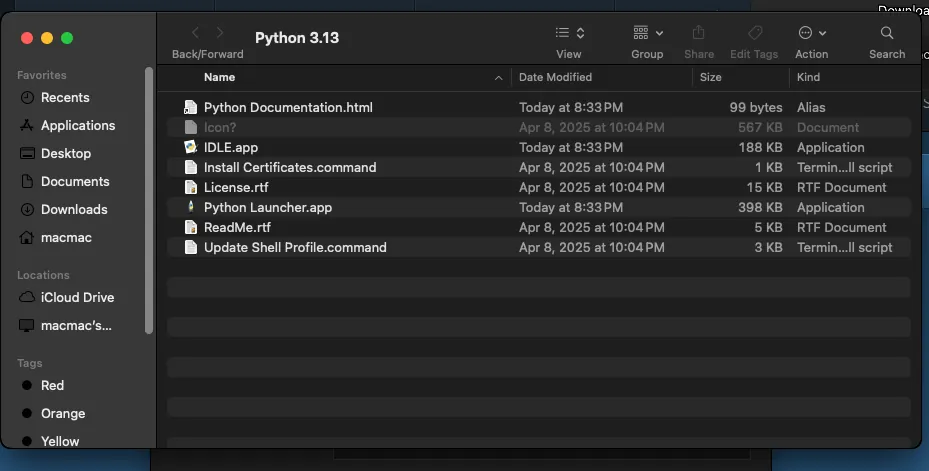 Downloa
Python 3.13
Back/Forward
View
Group
Share
Edit Tags
Action
Search
Favorites
Recents
Applications
Desktop
Documents
Downloads
macmac
Locations
iCloud Drive
macmac's...
Tags
Red
Orange
Yellow
Name Date Modified Size Kind
Python Documentation.html Today at 8:33 PM 99 bytes Alias
Icon? Apr 8, 2025 at 10:04 PM 567 KB Document
IDLE.app Today at 8:33 PM 188 KB Application
Install Certificates.command Apr 8, 2025 at 10:04 PM 1 KB Termin...ll script
License.rtf Apr 8, 2025 at 10:04 PM 15 KB RTF Document
Python Launcher.app Today at 8:33 PM 398 KB Application
ReadMe.rtf Apr 8, 2025 at 10:04 PM 5 KB RTF Document
Update Shell Profile.command Apr 8, 2025 at 10:04 PM 3 KB Termin...ll script